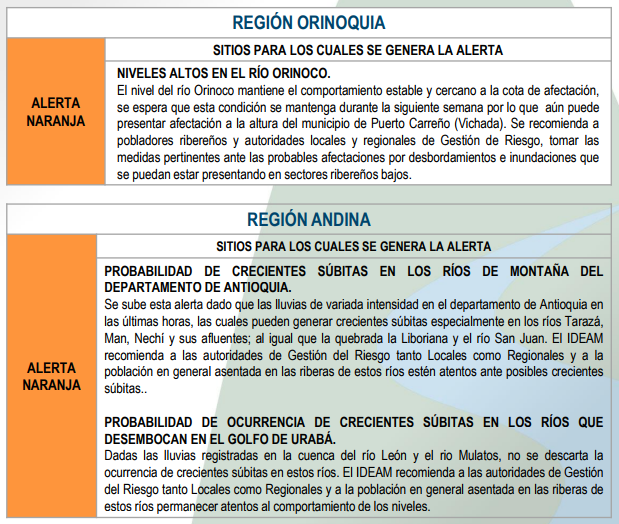 REGIÓN ORINOQUIA
SITIOS PARA LOS CUALES SE GENERA LA ALERTA
ALERTA
NARANJA
NIVELES ALTOS EN EL RÍO ORINOCO.
El nivel del río Orinoco mantiene el comportamiento estable y cercano a la cota de afectación,
se espera que esta condición se mantenga durante la siguiente semana por lo que aún puede
presentar afectación a la altura del municipio de Puerto Carreño (Vichada). Se recomienda a
pobladores ribereños y autoridades locales y regionales de Gestión de Riesgo, tomar las
medidas pertinentes ante las probables afectaciones por desbordamientos e inundaciones que
se puedan estar presentando en sectores ribereños bajos.
REGIÓN ANDINA
SITIOS PARA LOS CUALES SE GENERA LA ALERTA
ALERTA
NARANJA
PROBABILIDAD DE CRECIENTES SÚBITAS EN LOS RÍOS DE MONTAÑA DEL
DEPARTAMENTO DE ANTIOQUIA.
Se sube esta alerta dado que las lluvias de variada intensidad en el departamento de Antioquia en
las últimas horas, las cuales pueden generar crecientes súbitas especialmente en los ríos Tarazá,
Man, Nechí y sus afluentes; al igual que la quebrada la Liboriana y el río San Juan. El IDEAM
recomienda a las autoridades de Gestión del Riesgo tanto Locales como Regionales y a la
población en general asentada en las riberas de estos ríos estén atentos ante posibles crecientes
súbitas..
PROBABILIDAD DE OCURRENCIA DE CRECIENTES SÚBITAS EN LOS RÍOS QUE
DESEMBOCAN EN EL GOLFO DE URABÁ.
Dadas las lluvias registradas en la cuenca del río León y el rio Mulatos, no se descarta la
ocurrencia de crecientes súbitas en estos ríos. El IDEAM recomienda a las autoridades de Gestión
del Riesgo tanto Locales como Regionales y a la población en general asentada en las riberas de
estos ríos permanecer atentos al comportamiento de los niveles.